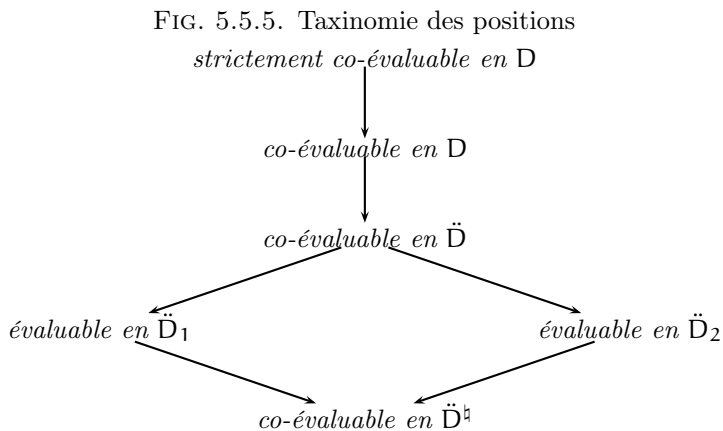 FIG. 5.5.5. Taxinomie des positions
strictement co-évaluable en D
co-évaluable en D
co-évaluable en D̈
évaluable en D̈₁ évaluable en D̈₂
co-évaluable en D̈♮